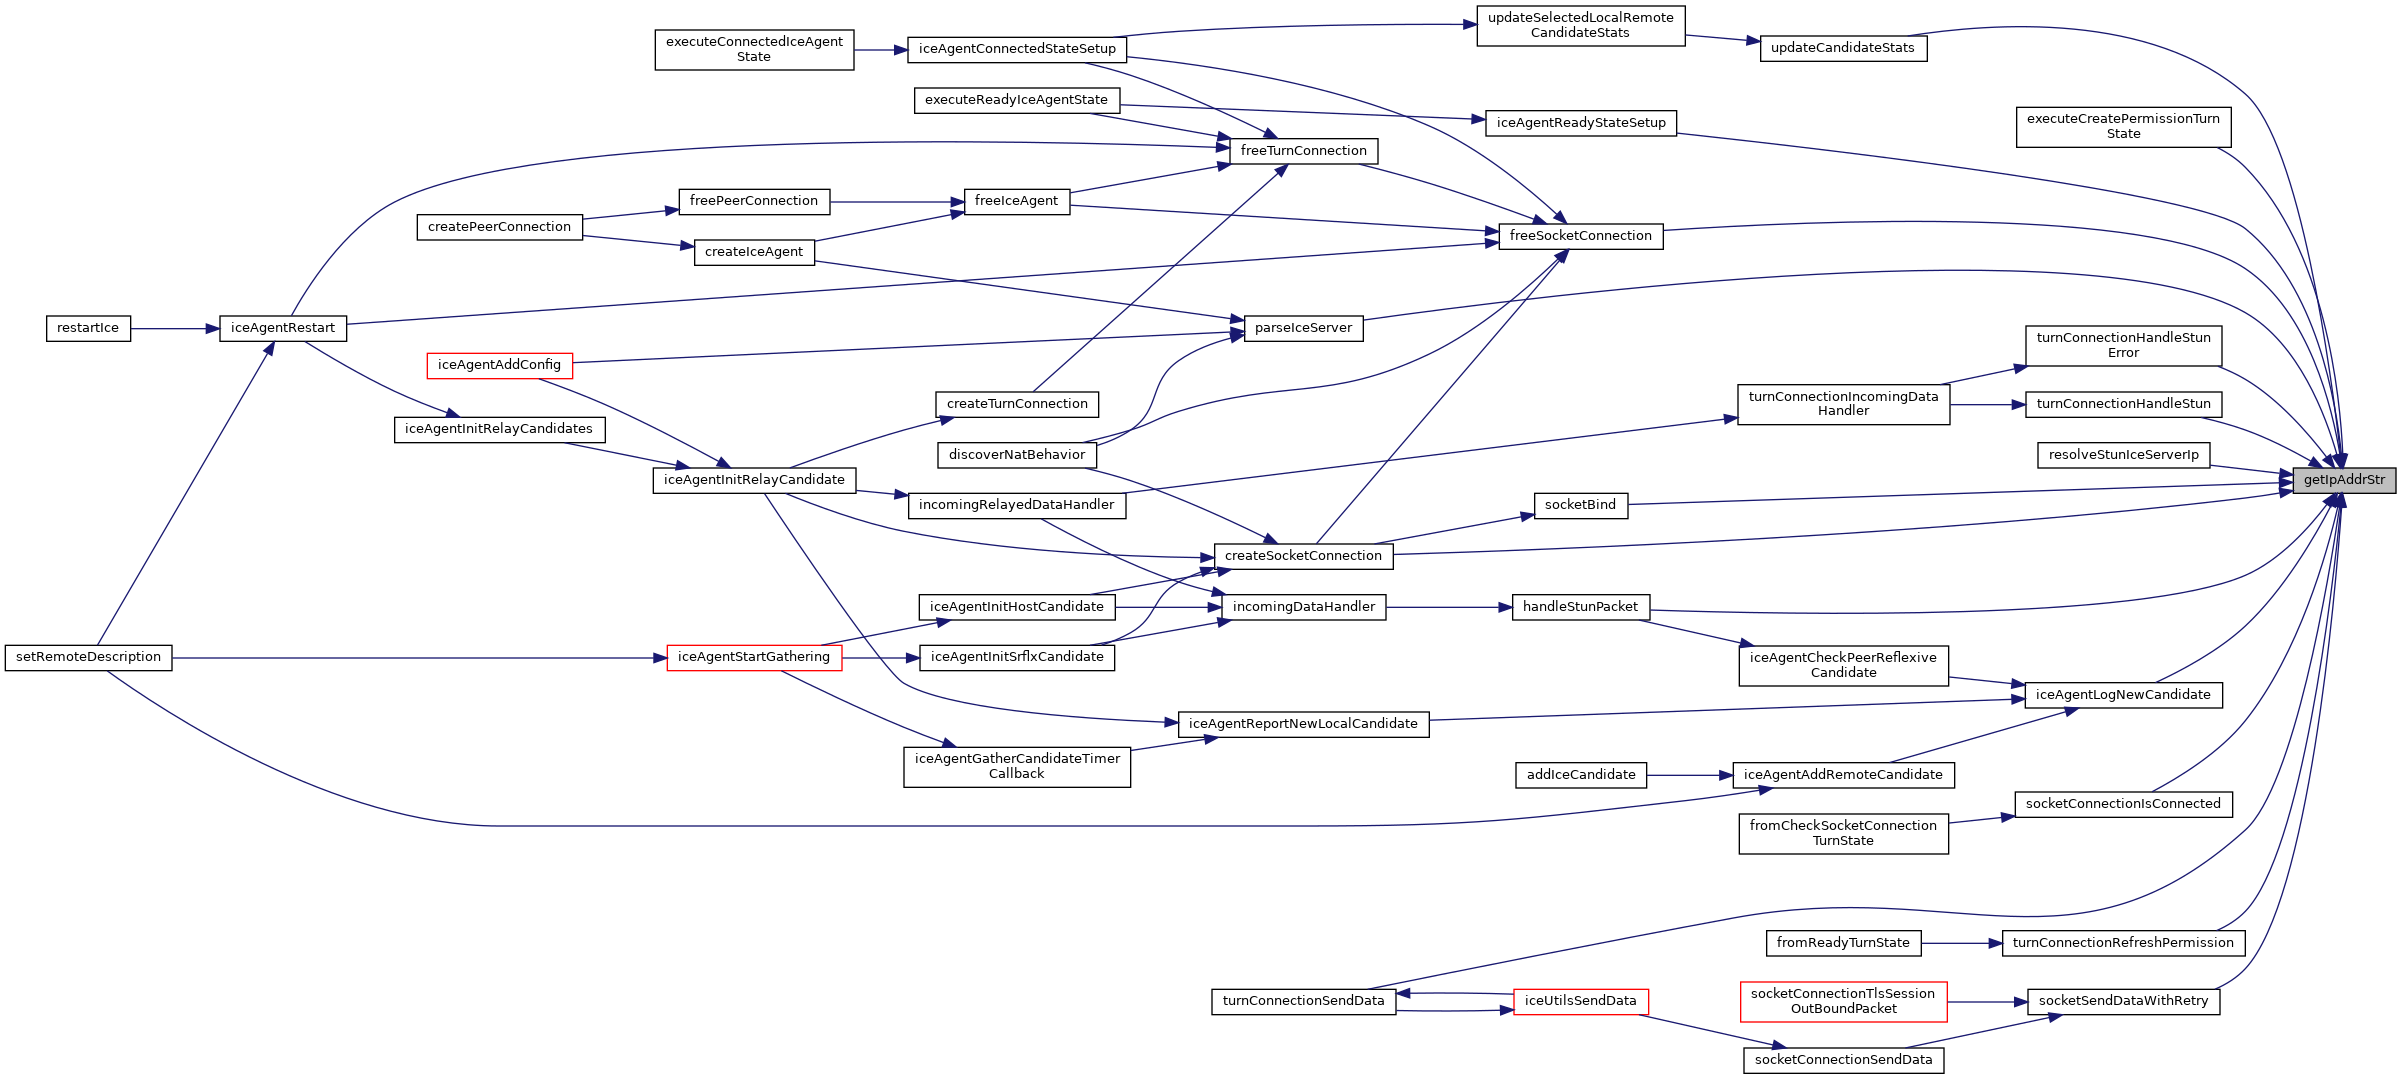 updateSelectedLocalRemote
CandidateStats
executeConnectedIceAgent
State
iceAgentConnectedStateSetup
updateCandidateStats
executeReadyIceAgentState
iceAgentReadyStateSetup
executeCreatePermissionTurn
State
freeTurnConnection
freePeerConnection
freeIceAgent
createPeerConnection
freeSocketConnection
createIceAgent
restartIce
iceAgentRestart
parseIceServer
turnConnectionHandleStun
Error
iceAgentAddConfig
createTurnConnection
turnConnectionIncomingData
Handler
turnConnectionHandleStun
iceAgentInitRelayCandidates
discoverNatBehavior
resolveStunIceServerIp
iceAgentInitRelayCandidate
getIpAddrStr
incomingRelayedDataHandler
socketBind
createSocketConnection
iceAgentInitHostCandidate
incomingDataHandler
handleStunPacket
setRemoteDescription
iceAgentStartGathering
iceAgentInitSrflxCandidate
iceAgentCheckPeerReflexive
Candidate
iceAgentLogNewCandidate
iceAgentReportNewLocalCandidate
iceAgentGatherCandidateTimer
Callback
addIceCandidate
iceAgentAddRemoteCandidate
socketConnectionIsConnected
fromCheckSocketConnection
TurnState
fromReadyTurnState
turnConnectionRefreshPermission
turnConnectionSendData
iceUtilsSendData
socketConnectionTlsSession
OutBoundPacket
socketSendDataWithRetry
socketConnectionSendData